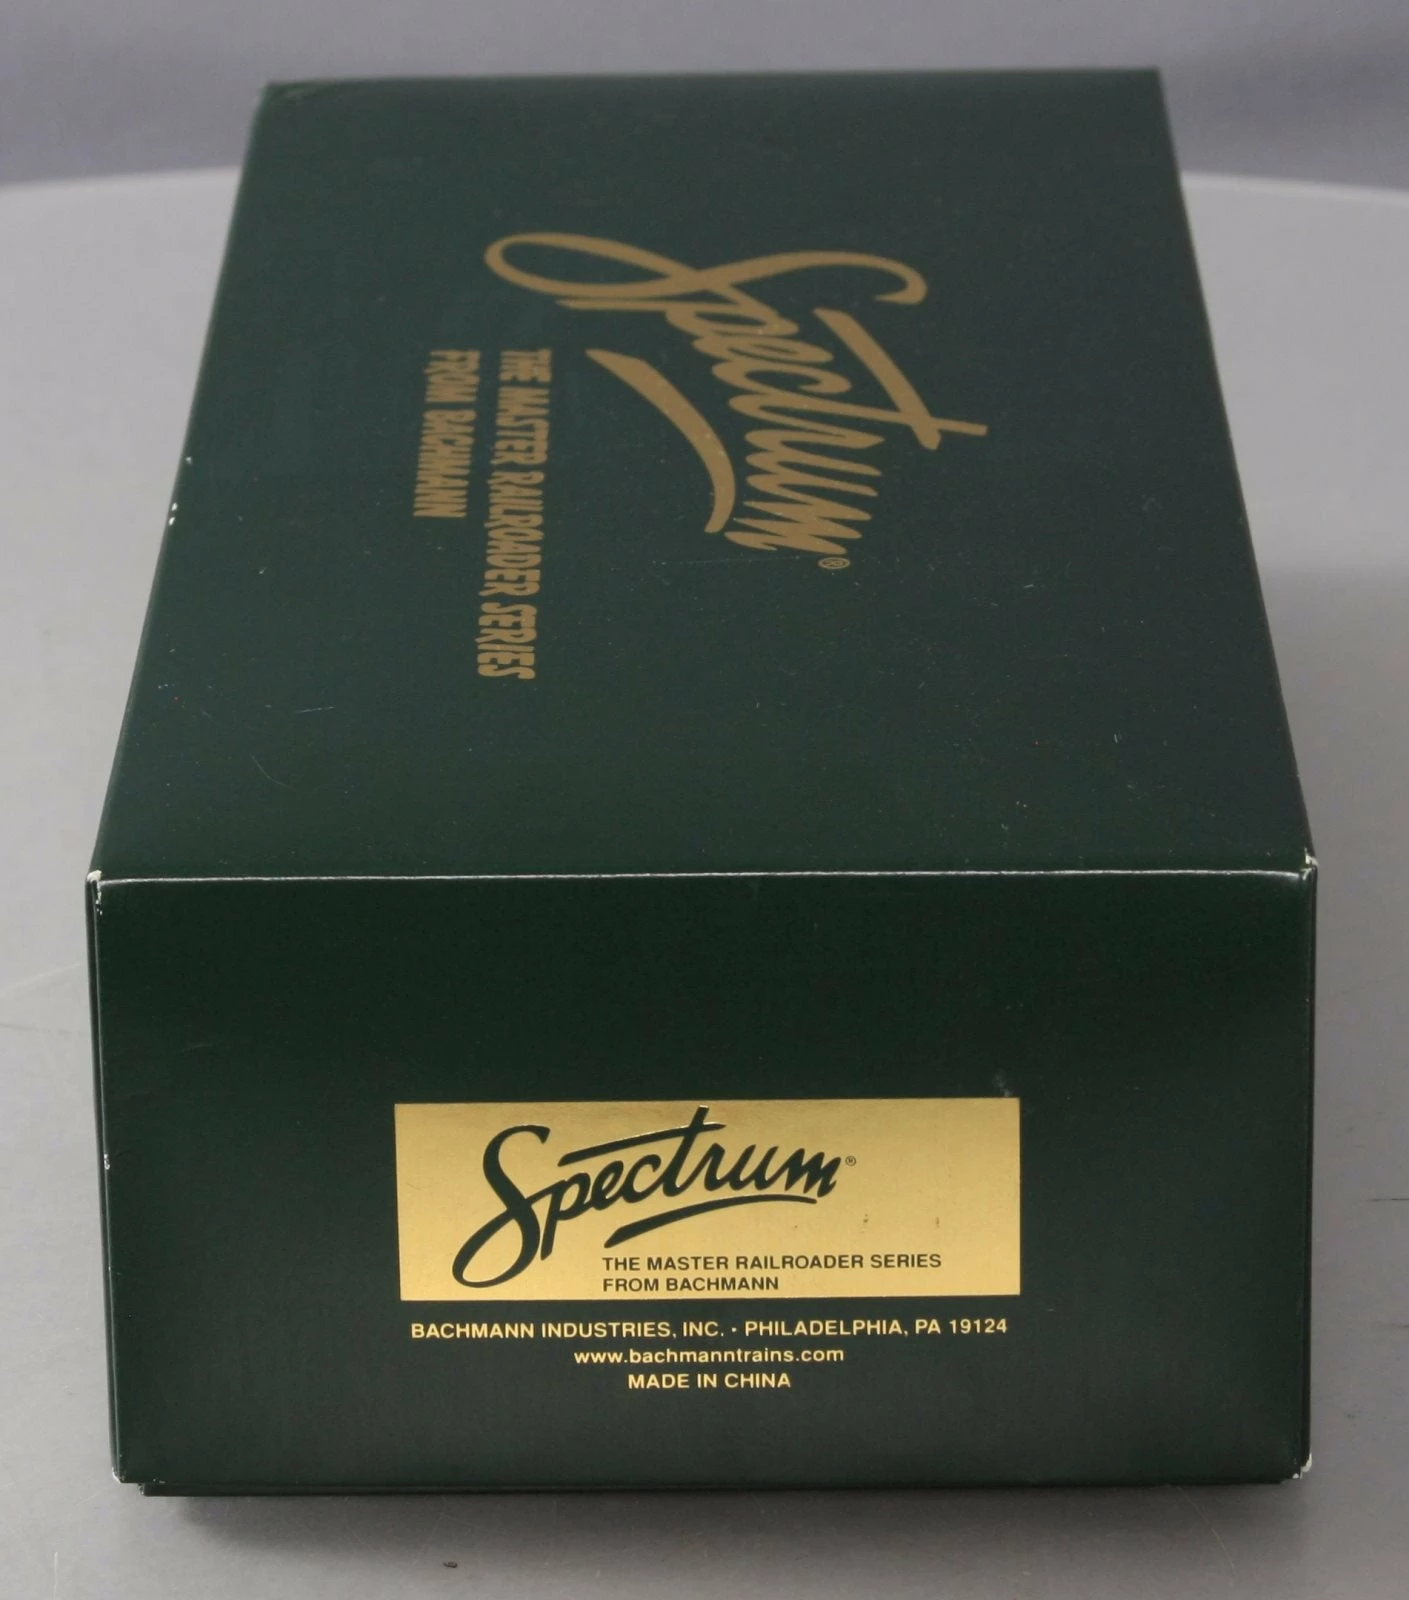 Spectrum®
THE MASTER RAILROADER SERIES
FROM BACHMANN
Spectrum®
THE MASTER RAILROADER SERIES
FROM BACHMANN
BACHMANN INDUSTRIES, INC. • PHILADELPHIA, PA 19124
www.bachmanntrains.com
MADE IN CHINA